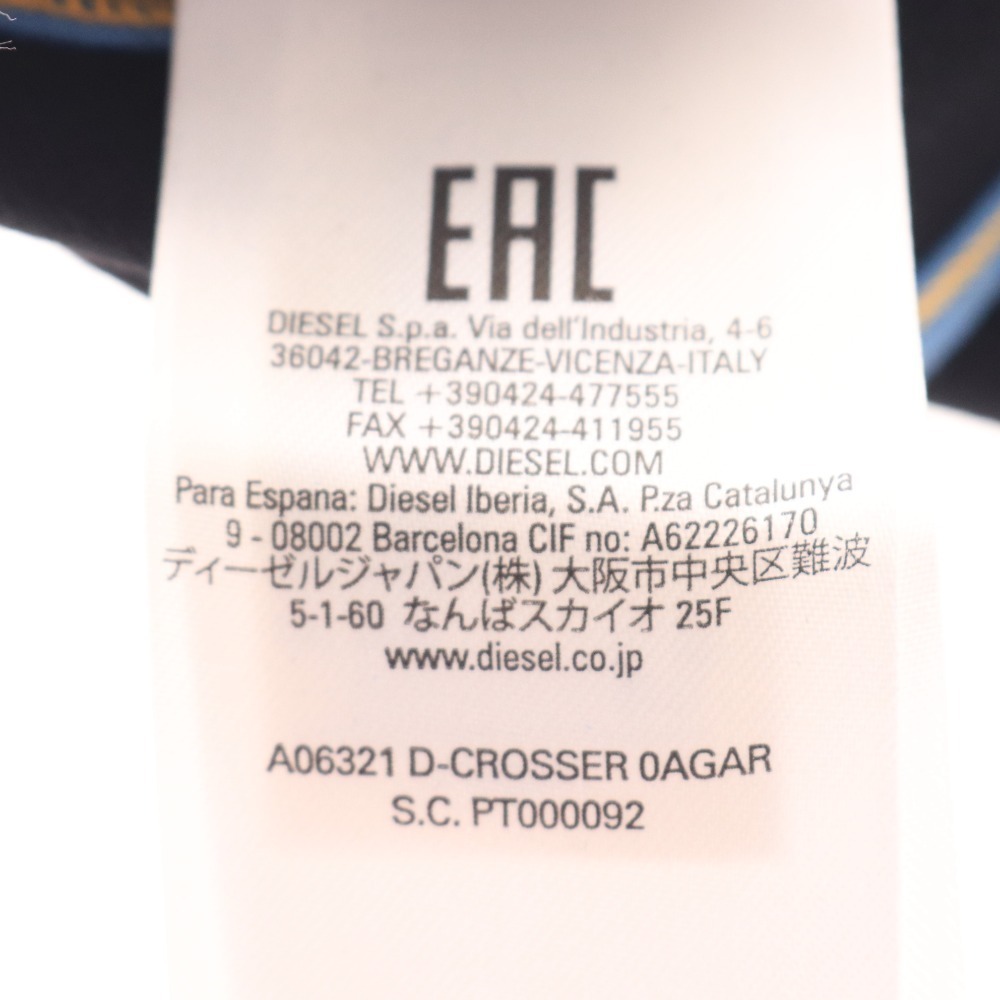 EAC
DIESEL S.p.a. Via dell'Industria, 4-6
36042-BREGANZE-VICENZA-ITALY
TEL +390424-477555
FAX +390424-411955
WWW.DIESEL.COM
Para Espana: Diesel Iberia, S.A. P.za Catalunya
9 - 08002 Barcelona CIF no: A62226170
ディーゼルジャパン(株) 大阪市中央区難波
5-1-60 なんばスカイオ 25F
www.diesel.co.jp
A06321 D-CROSSER 0AGAR
S.C. PT000092